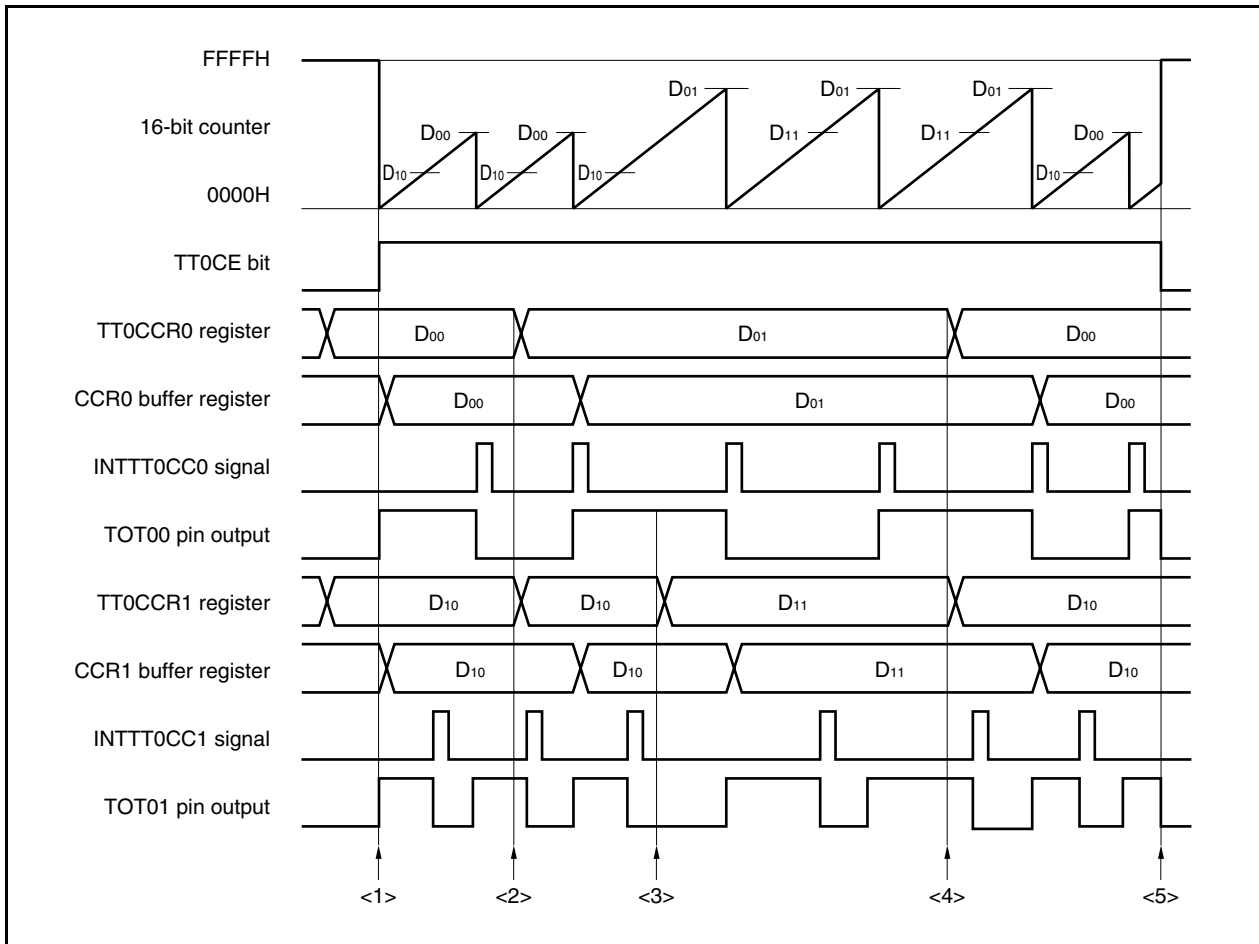 FFFFH
16-bit counter
0000H
D00 D00 D01 D01 D01 D00
D10 D10 D10 D11 D11 D10
TT0CE bit
TT0CCR0 register D00 D01 D00
CCR0 buffer register D00 D01 D00
INTTT0CC0 signal
TOT00 pin output
TT0CCR1 register D10 D10 D11 D10
CCR1 buffer register D10 D10 D11 D10
INTTT0CC1 signal
TOT01 pin output
<1> <2> <3> <4> <5>